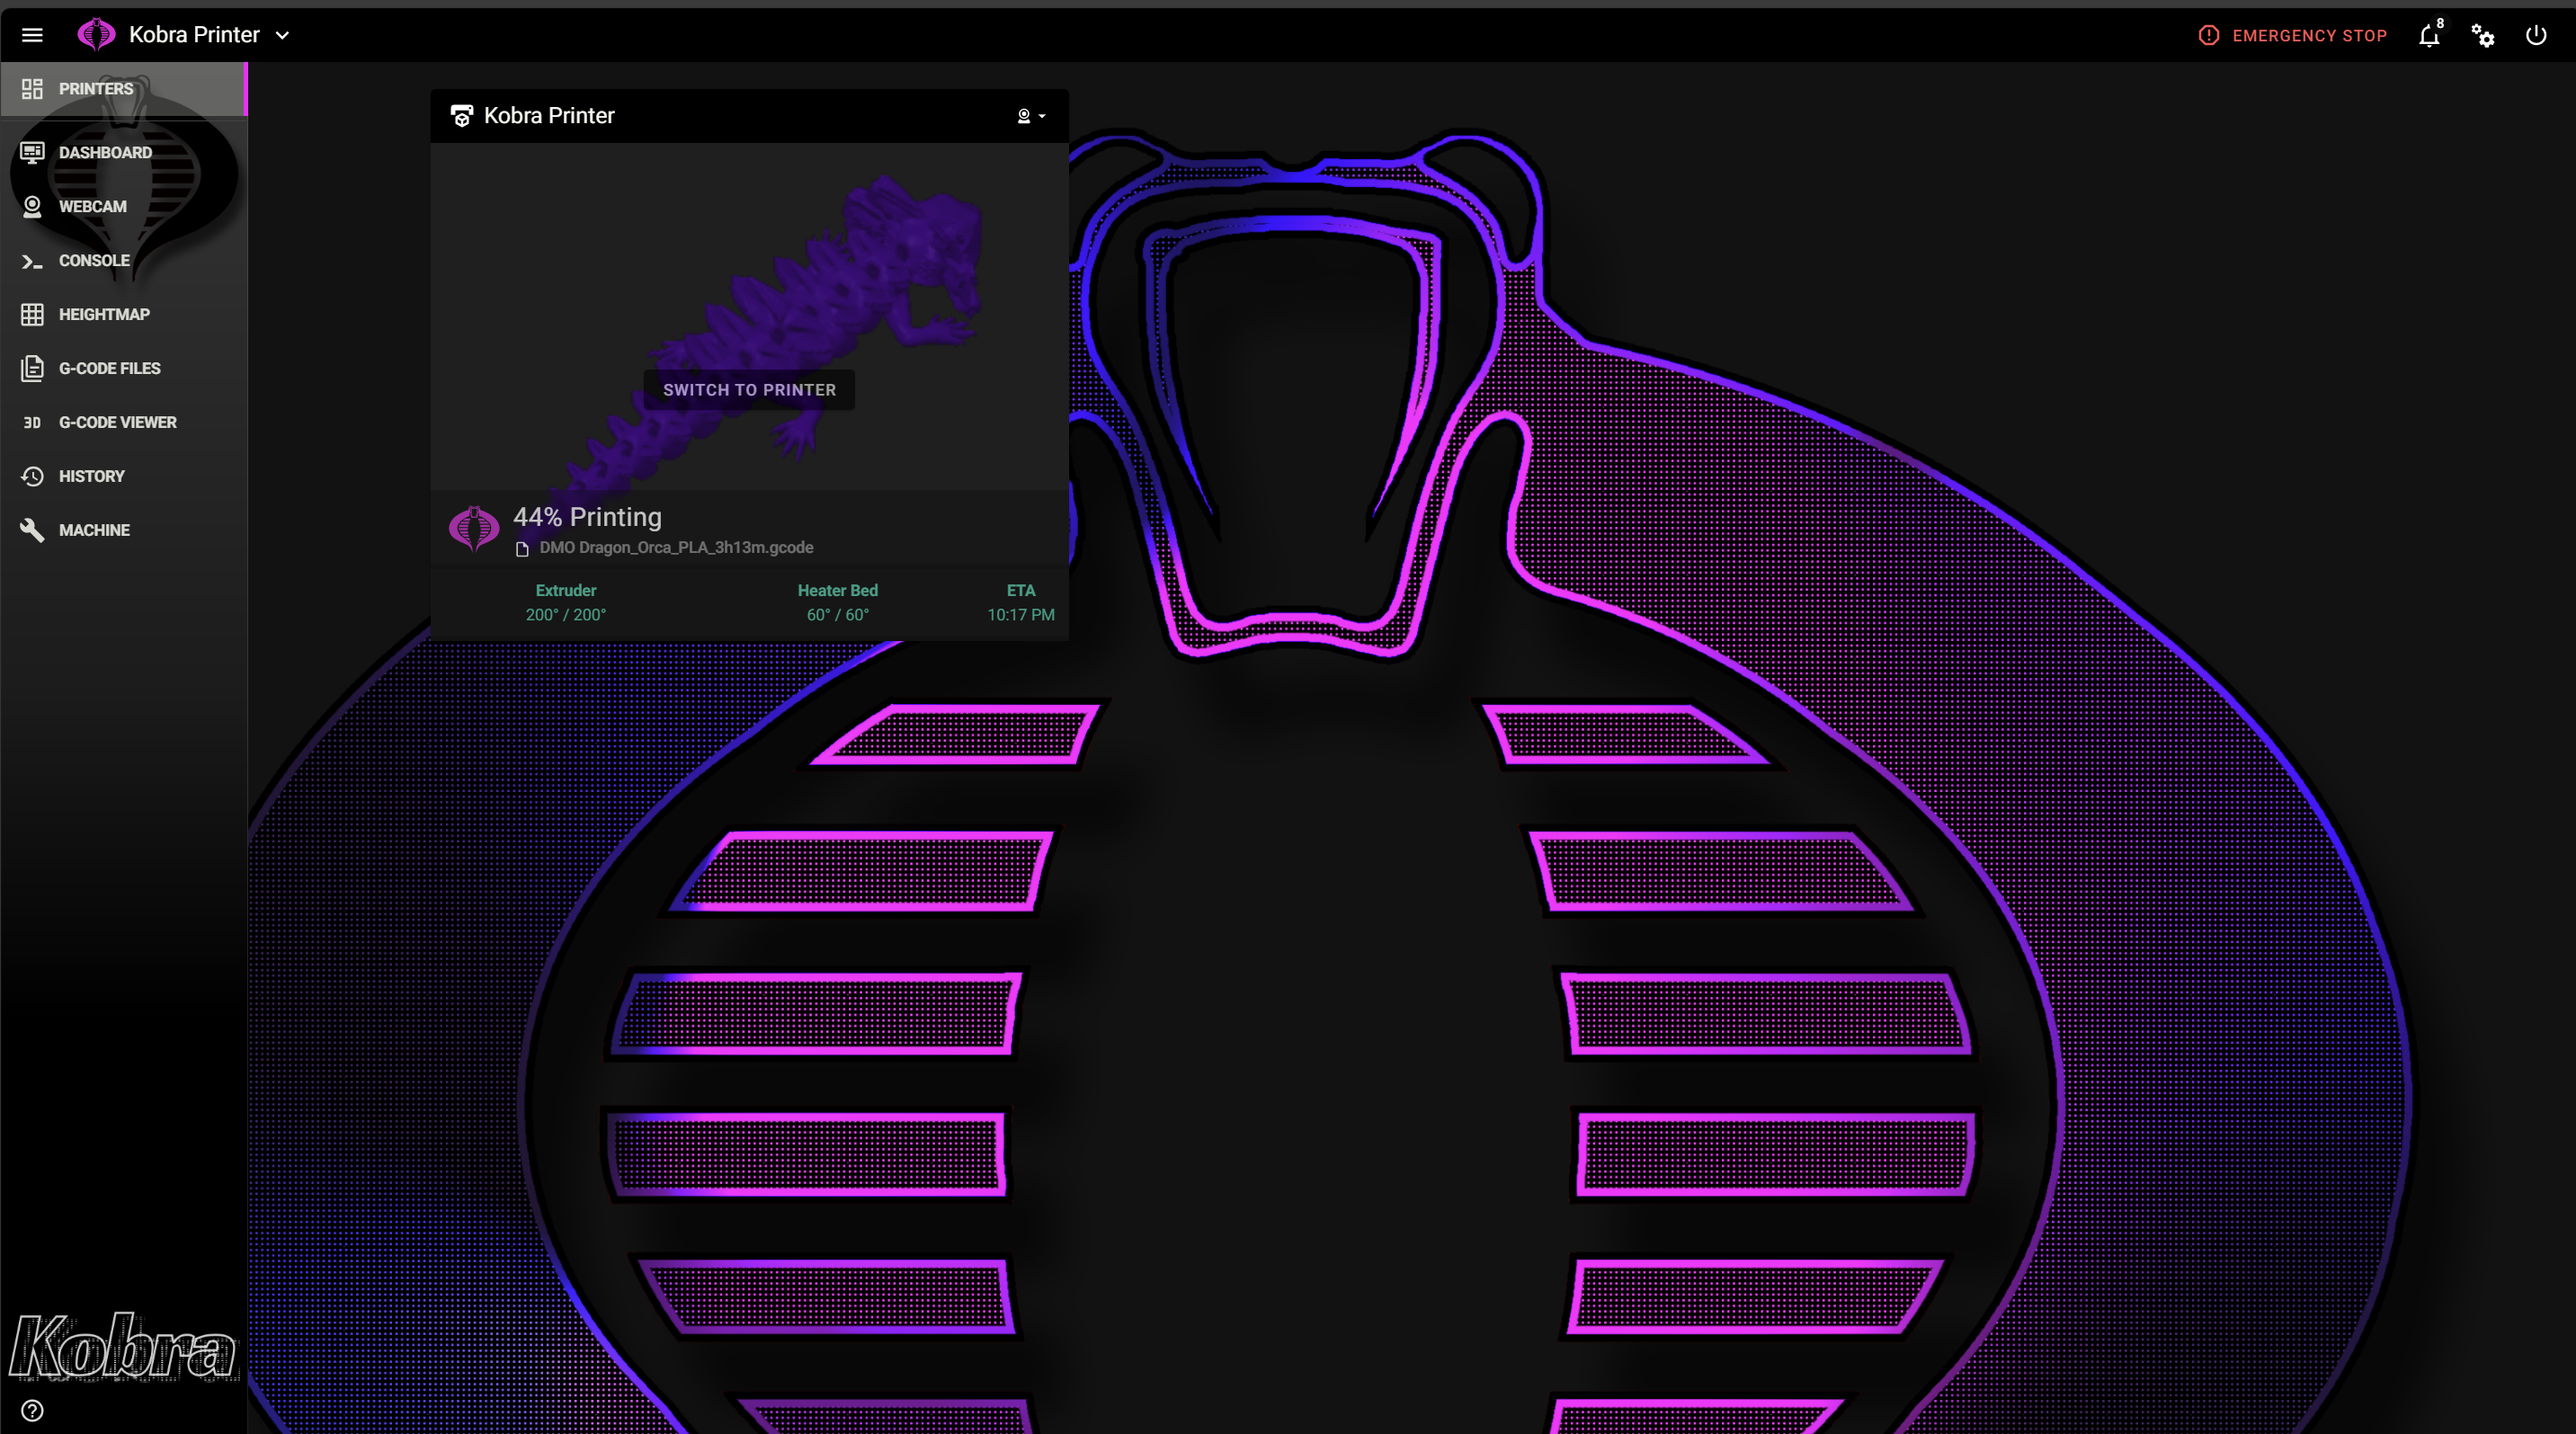 Kobra Printer
EMERGENCY STOP
8
PRINTERS
DASHBOARD
WEBCAM
CONSOLE
HEIGHTMAP
G-CODE FILES
3D G-CODE VIEWER
HISTORY
MACHINE
Kobra
Kobra Printer
SWITCH TO PRINTER
44% Printing
DMO Dragon_Orca_PLA_3h13m.gcode
Extruder Heater Bed ETA
200° / 200° 60° / 60° 10:17 PM